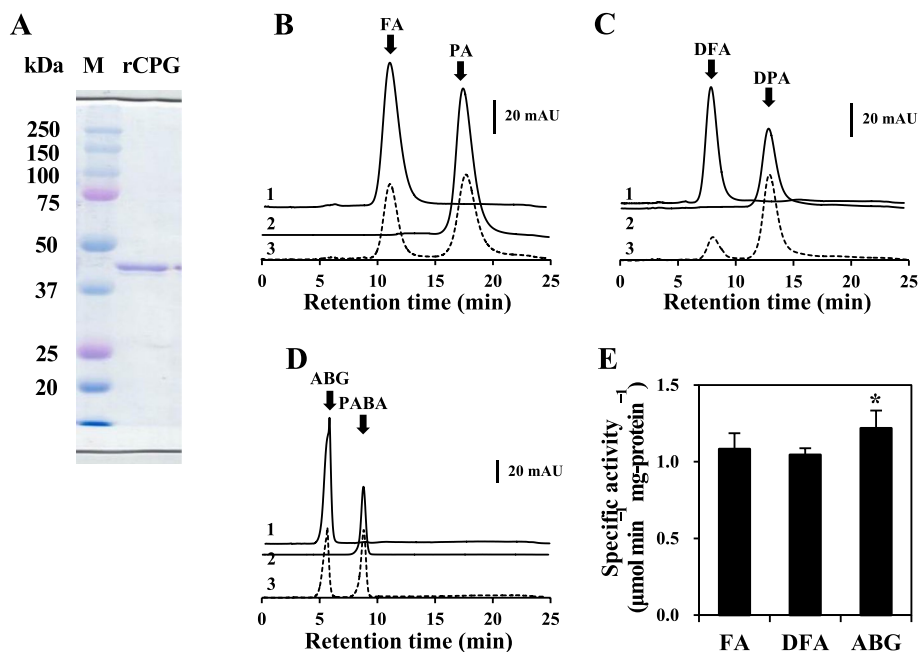 A
kDa M rCPG
250
150
100
75
50
37
25
20
B
FA
PA
20 mAU
1
2
3
0 5 10 15 20 25
Retention time (min)
C
DFA
DPA
20 mAU
1
2
3
0 5 10 15 20 25
Retention time (min)
D
ABG
PABA
20 mAU
1
2
3
0 5 10 15 20 25
Retention time (min)
E
Specific activity
(µmol min⁻¹ mg-protein⁻¹)
1.5
1.0
0.5
0.0
*
FA DFA ABG